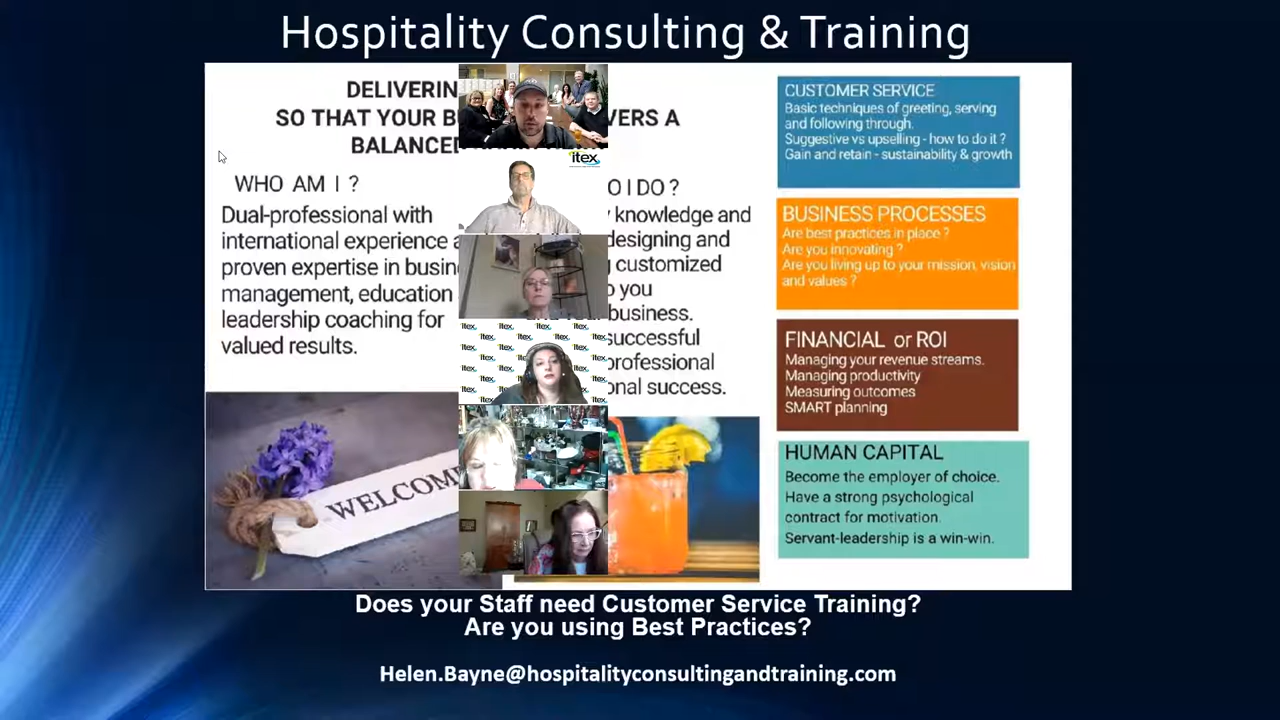 Hospitality Consulting & Training
DELIVERIN
SO THAT YOUR B VERS A
BALANCED
WHO AM I ?
Dual-professional with
international experience a
proven expertise in busin
management, education
leadership coaching for
valued results.
O I DO ?
knowledge and
designing and
customized
o you
business.
successful
professional
onal success.
CUSTOMER SERVICE
Basic techniques of greeting, serving
and following through.
Suggestive vs upselling - how to do it ?
Gain and retain - sustainability & growth
BUSINESS PROCESSES
Are best practices in place ?
Are you innovating ?
Are you living up to your mission, vision
and values ?
FINANCIAL or ROI
Managing your revenue streams.
Managing productivity
Measuring outcomes
SMART planning
HUMAN CAPITAL
Become the employer of choice.
Have a strong psychological
contract for motivation.
Servant-leadership is a win-win.
itex
itex itex itex itex
WELCOME
Does your Staff need Customer Service Training?
Are you using Best Practices?
Helen.Bayne@hospitalityconsultingandtraining.com